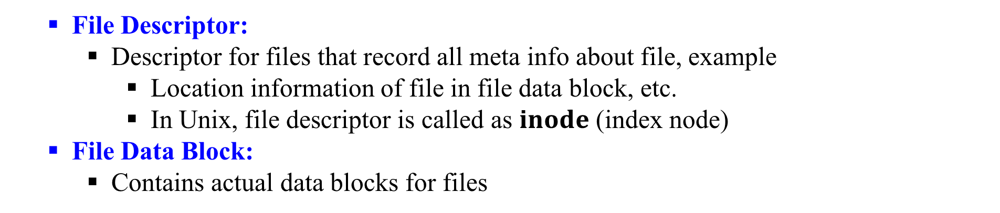 ▪ File Descriptor:
▪ Descriptor for files that record all meta info about file, example
▪ Location information of file in file data block, etc.
▪ In Unix, file descriptor is called as inode (index node)
▪ File Data Block:
▪ Contains actual data blocks for files